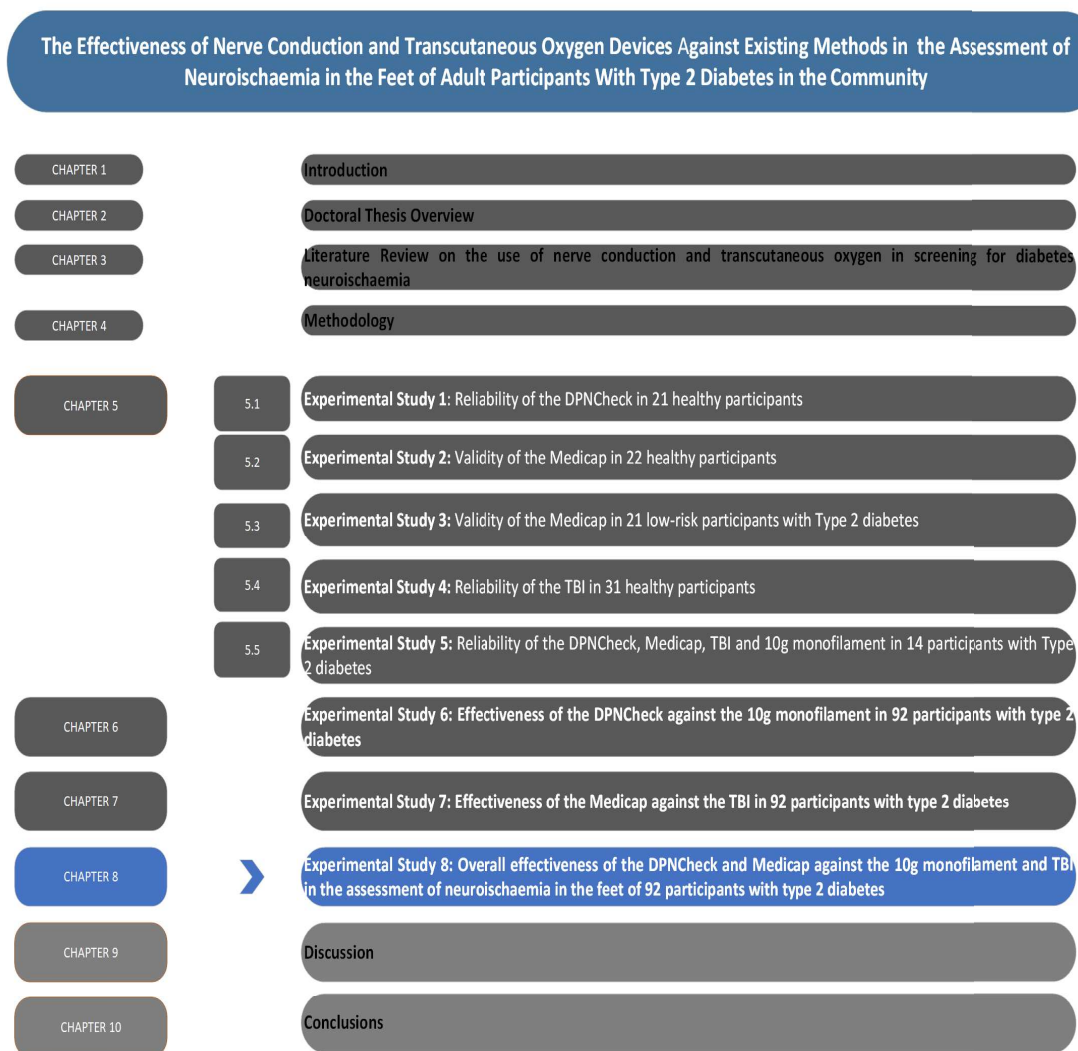 The Effectiveness of Nerve Conduction and Transcutaneous Oxygen Devices Against Existing Methods in the Assessment of
Neuroischaemia in the Feet of Adult Participants With Type 2 Diabetes in the Community
CHAPTER 1
Introduction
CHAPTER 2
Doctoral Thesis Overview
CHAPTER 3
Literature Review on the use of nerve conduction and transcutaneous oxygen in screening for diabetes
neuroischaemia
CHAPTER 4
Methodology
CHAPTER 5
5.1
Experimental Study 1: Reliability of the DPNCheck in 21 healthy participants
5.2
Experimental Study 2: Validity of the Medicap in 22 healthy participants
5.3
Experimental Study 3: Validity of the Medicap in 21 low-risk participants with Type 2 diabetes
5.4
Experimental Study 4: Reliability of the TBI in 31 healthy participants
5.5
Experimental Study 5: Reliability of the DPNCheck, Medicap, TBI and 10g monofilament in 14 participants with Type
2 diabetes
CHAPTER 6
Experimental Study 6: Effectiveness of the DPNCheck against the 10g monofilament in 92 participants with type 2
diabetes
CHAPTER 7
Experimental Study 7: Effectiveness of the Medicap against the TBI in 92 participants with type 2 diabetes
CHAPTER 8
Experimental Study 8: Overall effectiveness of the DPNCheck and Medicap against the 10g monofilament and TBI
in the assessment of neuroischaemia in the feet of 92 participants with type 2 diabetes
CHAPTER 9
Discussion
CHAPTER 10
Conclusions